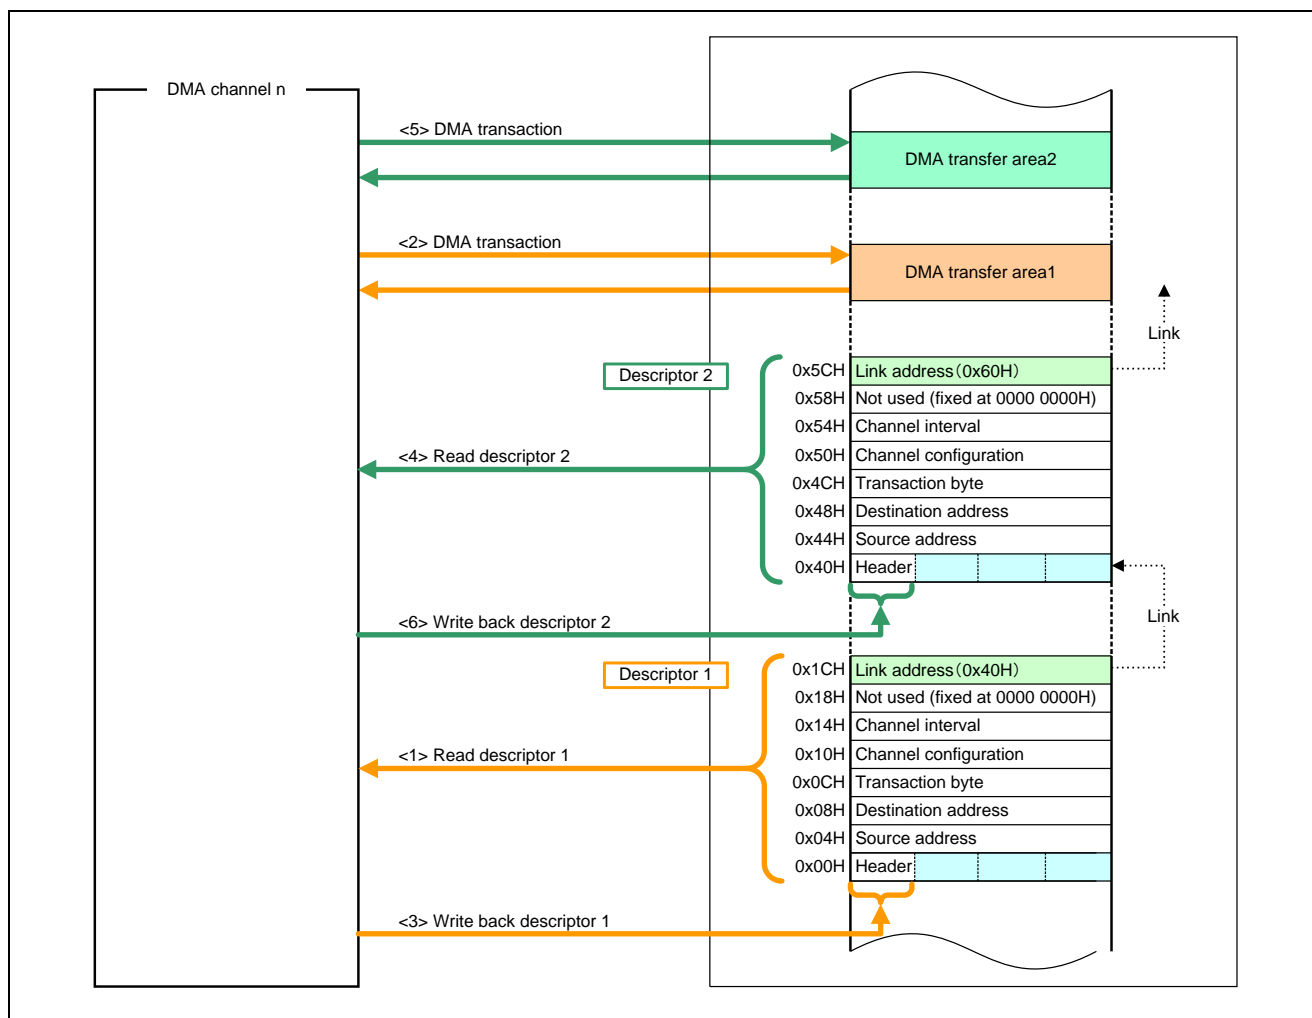 DMA channel n
<5> DMA transaction
DMA transfer area2
<2> DMA transaction
DMA transfer area1
Link
Descriptor 2
0x5CH Link address(0x60H)
0x58H Not used (fixed at 0000 0000H)
0x54H Channel interval
<4> Read descriptor 2
0x50H Channel configuration
0x4CH Transaction byte
0x48H Destination address
0x44H Source address
0x40H Header
<6> Write back descriptor 2
Link
Descriptor 1
0x1CH Link address(0x40H)
0x18H Not used (fixed at 0000 0000H)
0x14H Channel interval
<1> Read descriptor 1
0x10H Channel configuration
0x0CH Transaction byte
0x08H Destination address
0x04H Source address
0x00H Header
<3> Write back descriptor 1